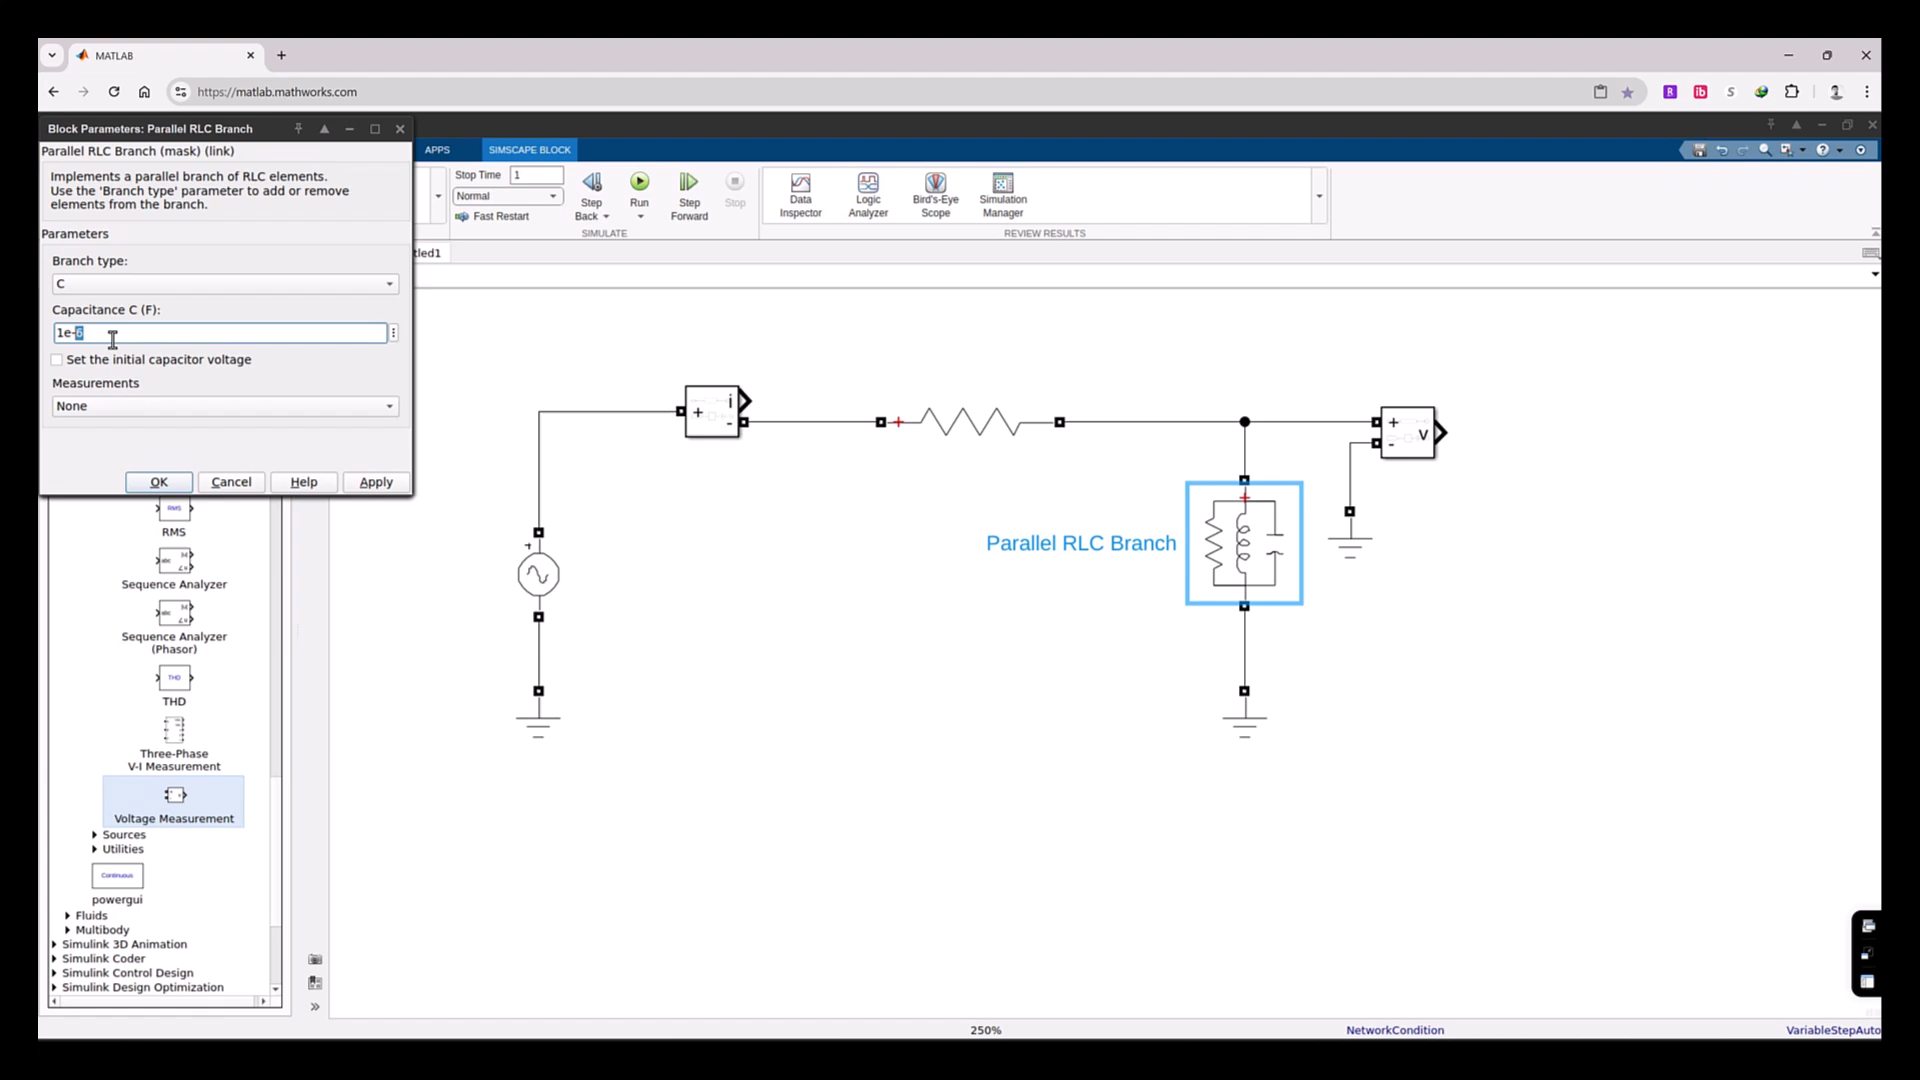 MATLAB
https://matlab.mathworks.com
Block Parameters: Parallel RLC Branch
Parallel RLC Branch (mask) (link)
Implements a parallel branch of RLC elements.
Use the 'Branch type' parameter to add or remove
elements from the branch.
Parameters
Branch type:
C
Capacitance C (F):
1e-6
Set the initial capacitor voltage
Measurements
None
OK
Cancel
Help
Apply
APPS
SIMSCAPE BLOCK
Stop Time
1
Normal
Fast Restart
Step
Back
Run
Step
Forward
Stop
SIMULATE
Data
Inspector
Logic
Analyzer
Bird's-Eye
Scope
Simulation
Manager
REVIEW RESULTS
tled1
RMS
RMS
Sequence Analyzer
Sequence Analyzer
(Phasor)
THD
THD
Three-Phase
V-I Measurement
Voltage Measurement
Sources
Utilities
Continuous
powergui
Fluids
Multibody
Simulink 3D Animation
Simulink Coder
Simulink Control Design
Simulink Design Optimization
+
i
-
+
+
v
-
Parallel RLC Branch
+
+
250%
NetworkCondition
VariableStepAuto